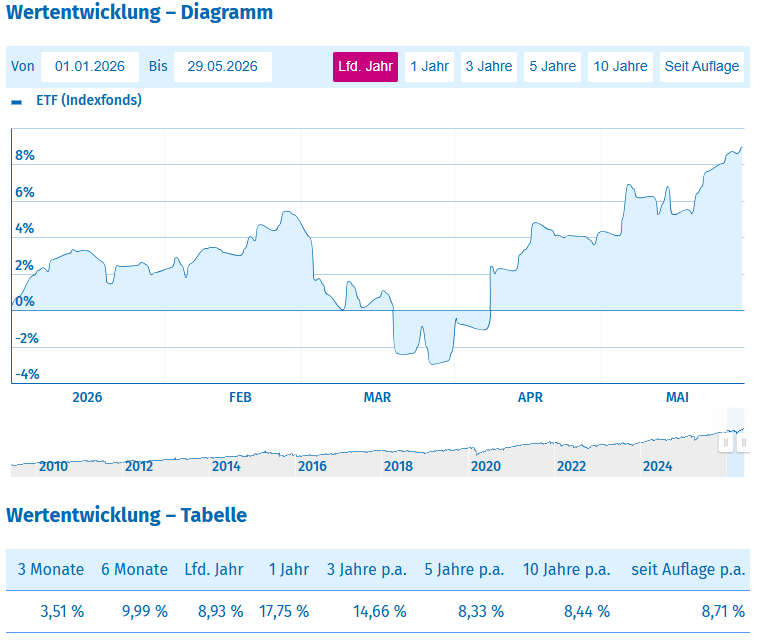 Wertentwicklung – Diagramm
Von 01.01.2026 Bis 29.05.2026 Lfd. Jahr 1 Jahr 3 Jahre 5 Jahre 10 Jahre Seit Auflage
ETF (Indexfonds)
8%
6%
4%
2%
0%
-2%
-4%
2026 FEB MAR APR MAI
2010 2012 2014 2016 2018 2020 2022 2024
Wertentwicklung – Tabelle
3 Monate 6 Monate Lfd. Jahr 1 Jahr 3 Jahre p.a. 5 Jahre p.a. 10 Jahre p.a. seit Auflage p.a.
3,51 % 9,99 % 8,93 % 17,75 % 14,66 % 8,33 % 8,44 % 8,71 %